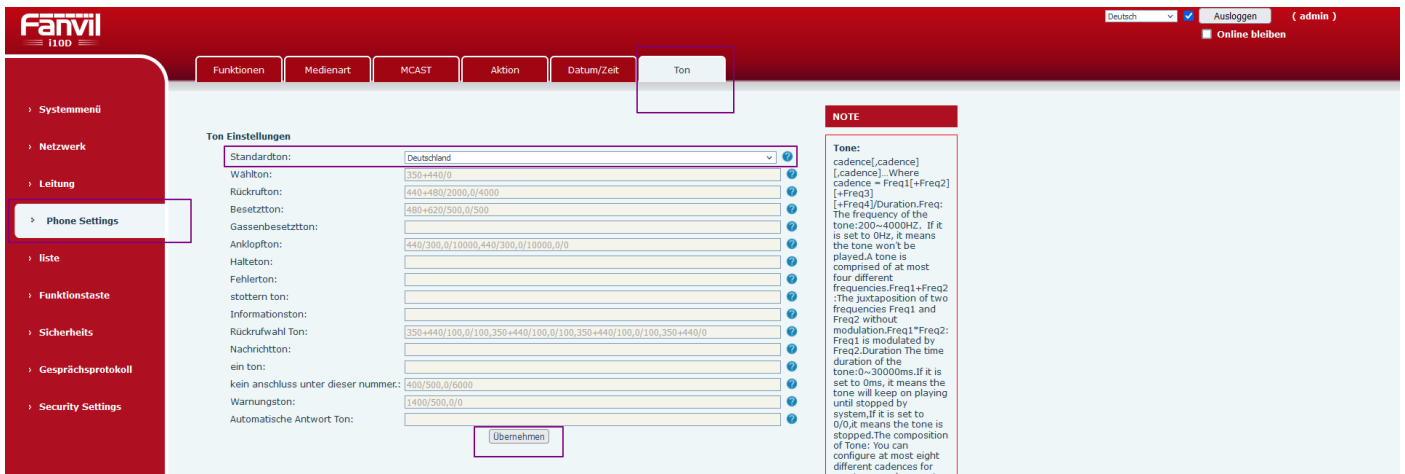 Fanvil
i10D
Deutsch
Ausloggen
( admin )
Online bleiben
Funktionen
Medienart
MCAST
Aktion
Datum/Zeit
Ton
› Systemmenü
› Netzwerk
› Leitung
› Phone Settings
› liste
› Funktionstaste
› Sicherheits
› Gesprächsprotokoll
› Security Settings
Ton Einstellungen
Standardton: Deutschland
Wählton: 350+440/0
Rückrufton: 440+480/2000,0/4000
Besetztton: 480+620/500,0/500
Gassenbesetztton:
Anklopfton: 440/300,0/10000,440/300,0/10000,0/0
Halteton:
Fehlerton:
stottern ton:
Informationston:
Rückrufwahl Ton: 350+440/100,0/100,350+440/100,0/100,350+440/100,0/100,350+440/0
Nachrichtton:
ein ton:
kein anschluss unter dieser nummer.: 400/500,0/6000
Warnungston: 1400/500,0/0
Automatische Antwort Ton:
Übernehmen
NOTE
Tone:
cadence[,cadence]
[,cadence]...Where
cadence = Freq1[+Freq2]
[+Freq3]
[+Freq4]/Duration.Freq:
The frequency of the
tone:200~4000HZ, If it
is set to 0Hz, it means
the tone won't be
played.A tone is
comprised of at most
four different
frequencies.Freq1+Freq2
:The juxtaposition of two
frequencies Freq1 and
Freq2 without
modulation.Freq1*Freq2:
Freq1 is modulated by
Freq2.Duration The time
duration of the
tone:0~30000ms.If it is
set to 0ms, it means the
tone will keep on playing
until stopped by
system,If it is set to
0/0,it means the tone is
stopped.The composition
of Tone: You can
configure at most eight
different cadences for